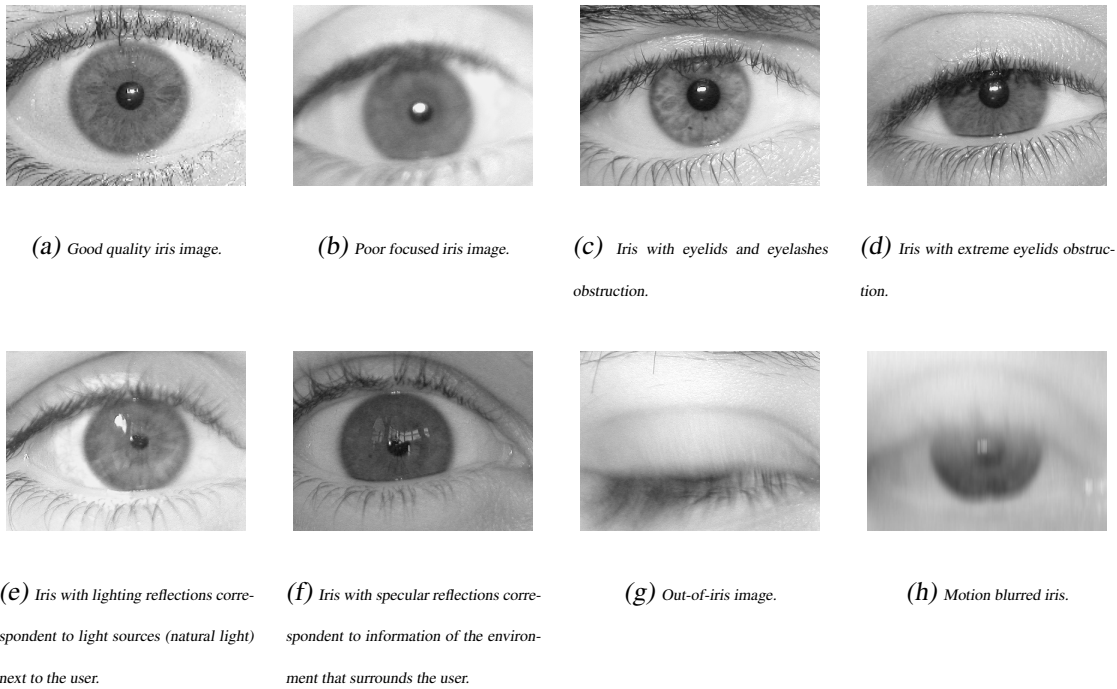 (a) Good quality iris image.
(b) Poor focused iris image.
(c) Iris with eyelids and eyelashes
obstruction.
(d) Iris with extreme eyelids obstruc-
tion.
(e) Iris with lighting reflections corre-
spondent to light sources (natural light)
next to the user.
(f) Iris with specular reflections corre-
spondent to information of the environ-
ment that surrounds the user.
(g) Out-of-iris image.
(h) Motion blurred iris.